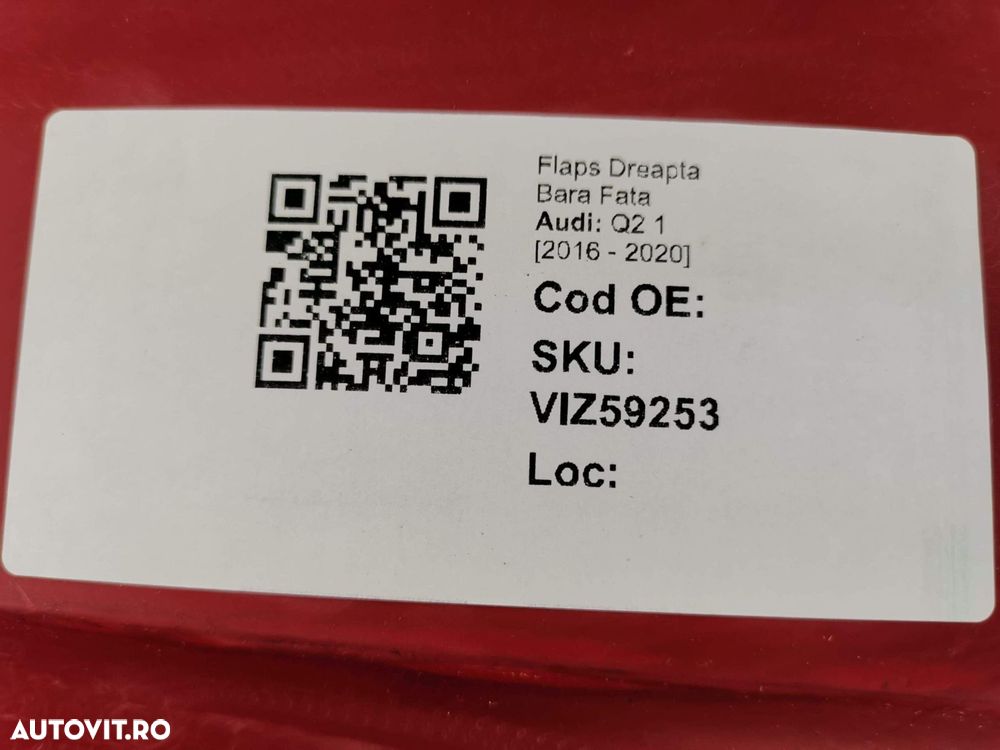 Flaps Dreapta
Bara Fata
Audi: Q2 1
[2016 - 2020]
Cod OE:
SKU:
VIZ59253
Loc:
AUTOVIT.RO